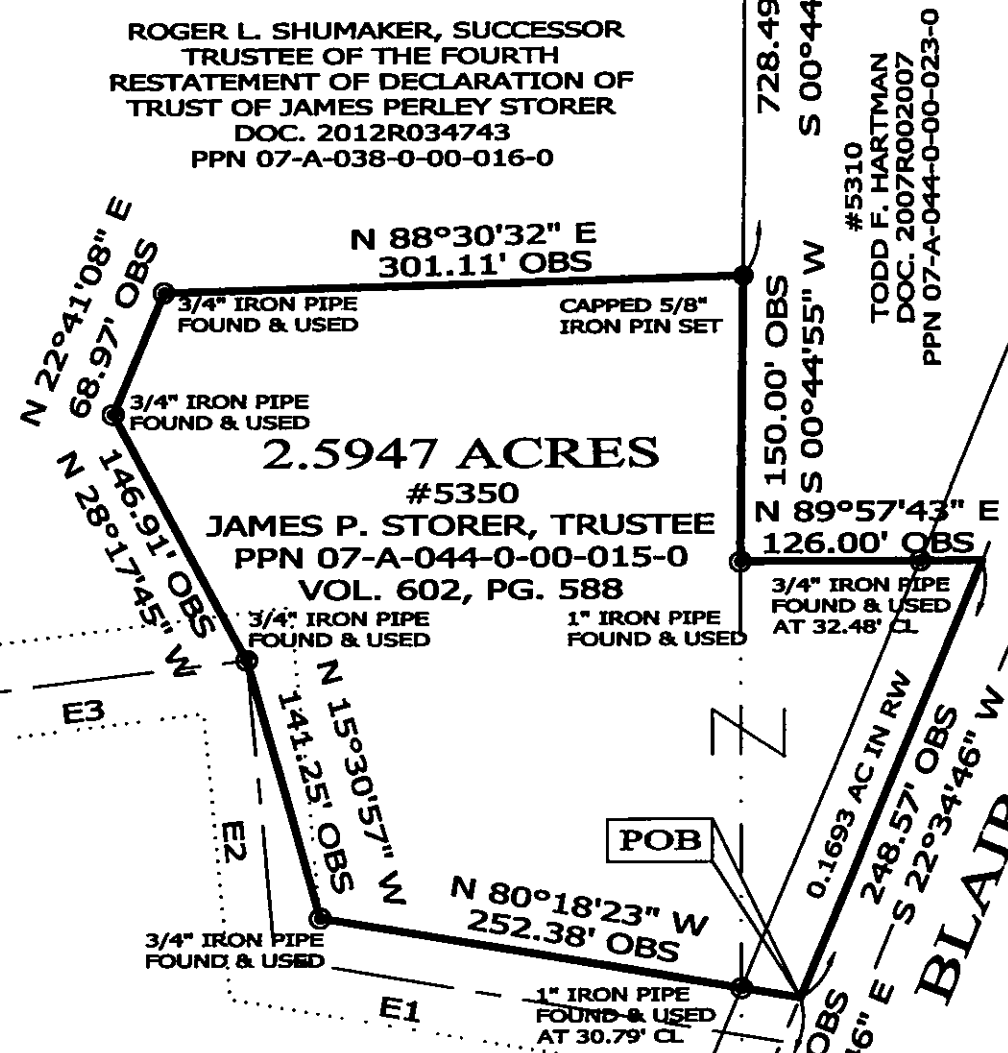 ROGER L. SHUMAKER, SUCCESSOR
TRUSTEE OF THE FOURTH
RESTATEMENT OF DECLARATION OF
TRUST OF JAMES PERLEY STORER
DOC. 2012R034743
PPN 07-A-038-0-00-016-0
728.49
S 00°44
#5310
TODD F. HARTMAN
DOC. 2007R002007
PPN 07-A-044-0-00-023-0
N 22°41'08" E
68.97' OBS
N 88°30'32" E
301.11' OBS
3/4" IRON PIPE
FOUND & USED
CAPPED 5/8"
IRON PIN SET
150.00' OBS
S 00°44'55" W
3/4" IRON PIPE
FOUND & USED
146.91' OBS
N 28°17'45" W
2.5947 ACRES
#5350
JAMES P. STORER, TRUSTEE
PPN 07-A-044-0-00-015-0
VOL. 602, PG. 588
N 89°57'43" E
126.00' OBS
3/4" IRON PIPE
FOUND & USED
AT 32.48' CL
3/4" IRON PIPE
FOUND & USED
1" IRON PIPE
FOUND & USED
E3
N 15°30'57" W
141.25' OBS
E2
0.1693 AC IN RW
248.57' OBS
S 22°34'46" W
BLAIR
POB
N 80°18'23" W
252.38' OBS
3/4" IRON PIPE
FOUND & USED
E1
1" IRON PIPE
FOUND & USED
AT 30.79' CL
OBS
6" E